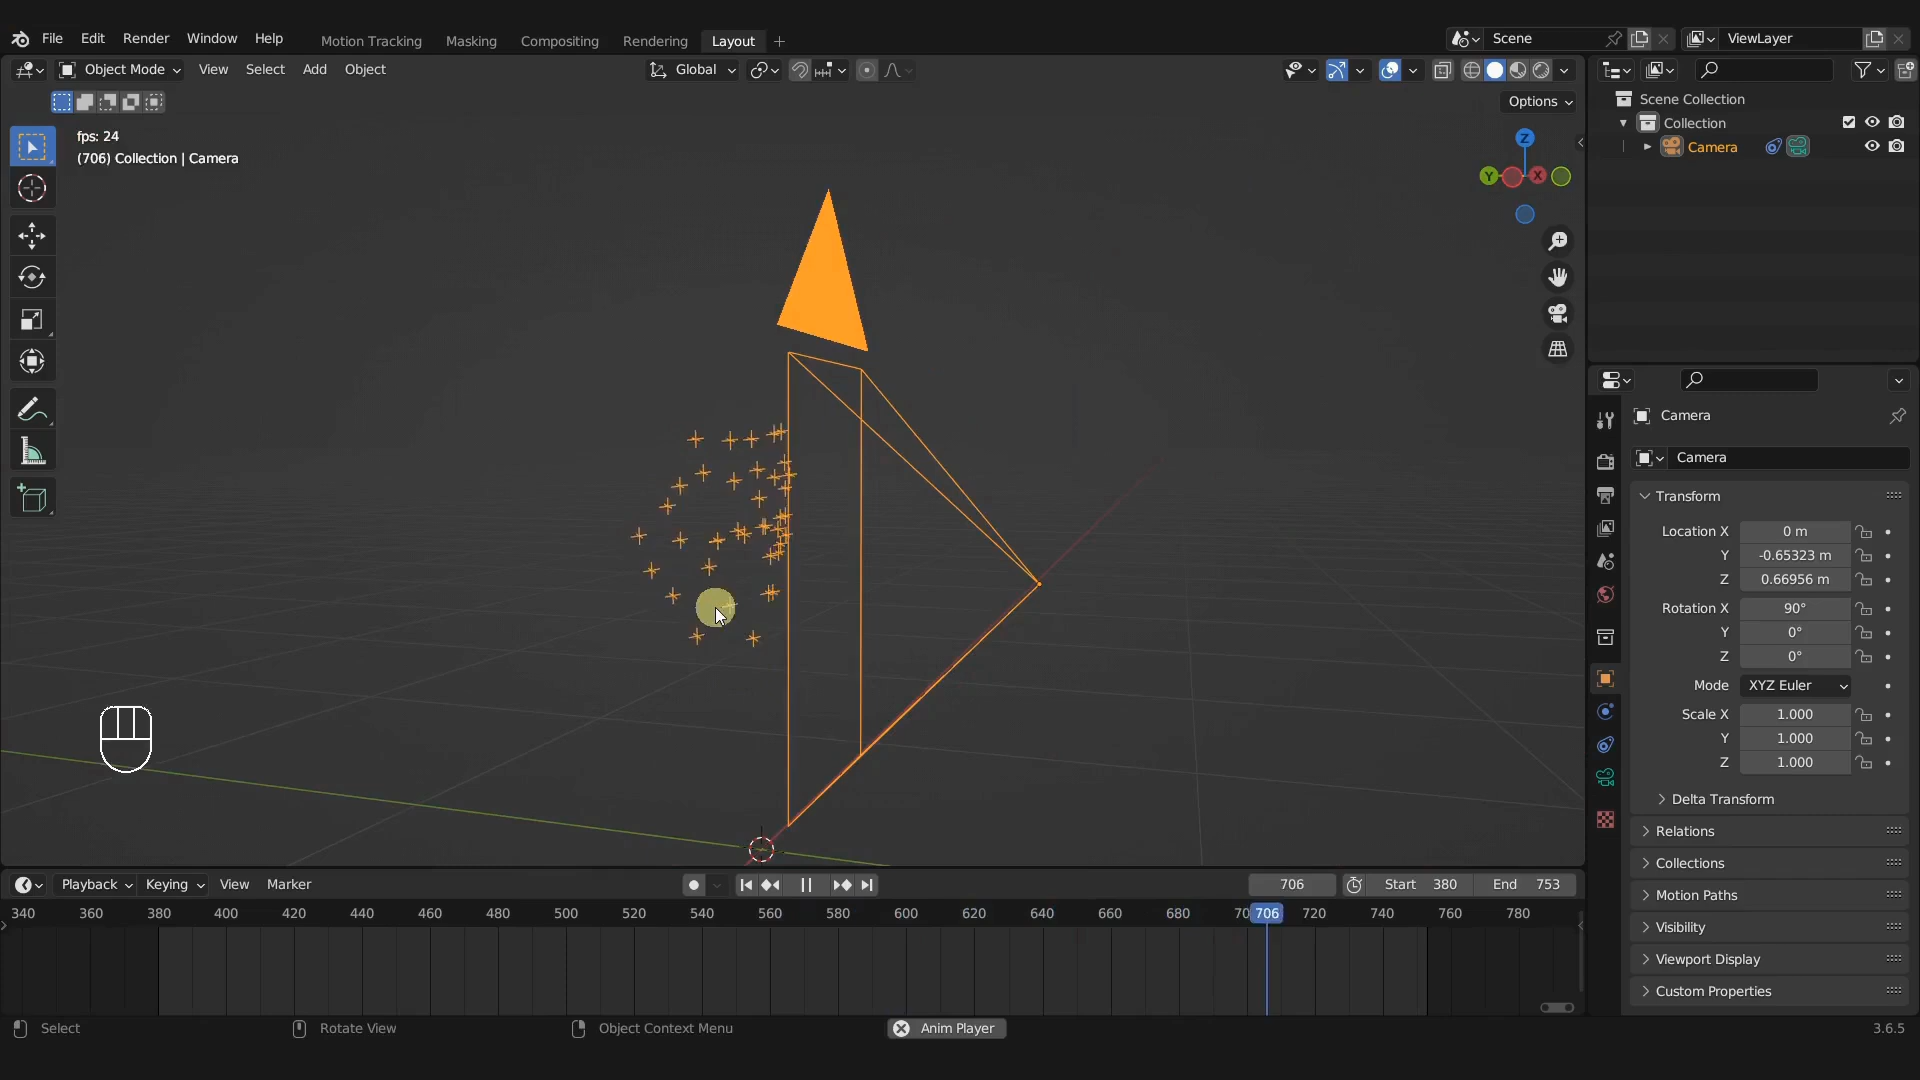 File Edit Render Window Help Motion Tracking Masking Compositing Rendering Layout + Scene ViewLayer
Object Mode View Select Add Object Global
Options
fps: 24
(706) Collection | Camera
Z
Y X
Scene Collection
Collection
Camera
Camera
Camera
Transform
Location X 0 m
Y -0.65323 m
Z 0.66956 m
Rotation X 90°
Y 0°
Z 0°
Mode XYZ Euler
Scale X 1.000
Y 1.000
Z 1.000
Delta Transform
Relations
Collections
Motion Paths
Visibility
Viewport Display
Custom Properties
Playback Keying View Marker 706 Start 380 End 753
340 360 380 400 420 440 460 480 500 520 540 560 580 600 620 640 660 680 70 706 720 740 760 780
Select Rotate View Object Context Menu Anim Player 3.6.5